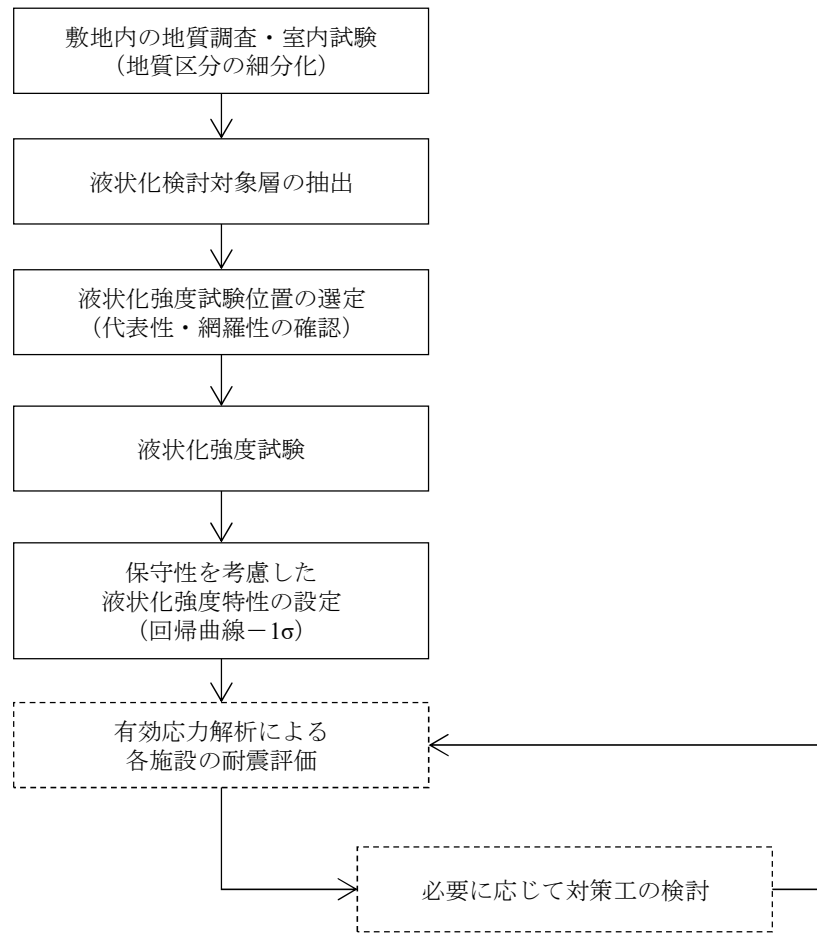 敷地内の地質調査・室内試験
（地質区分の細分化）
液状化検討対象層の抽出
液状化強度試験位置の選定
（代表性・網羅性の確認）
液状化強度試験
保守性を考慮した
液状化強度特性の設定
（回帰曲線－1σ）
有効応力解析による
各施設の耐震評価
必要に応じて対策工の検討